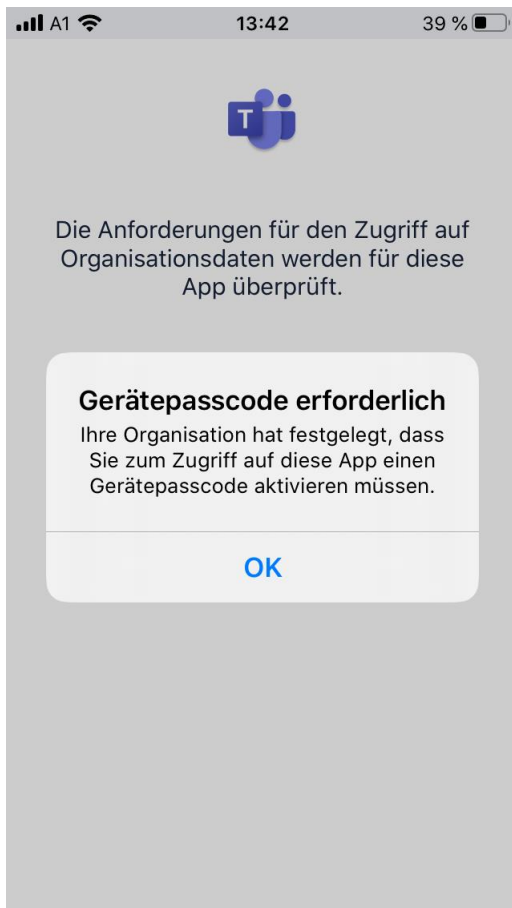 A1 13:42 39 %
T
Die Anforderungen für den Zugriff auf
Organisationsdaten werden für diese
App überprüft.
Gerätepasscode erforderlich
Ihre Organisation hat festgelegt, dass
Sie zum Zugriff auf diese App einen
Gerätepasscode aktivieren müssen.
OK